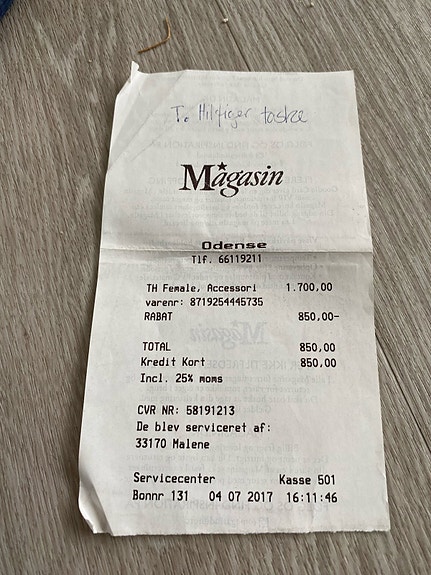 T. Hilfiger taske
Magasin
Odense
Tlf. 66119211
TH Female, Accessori 1.700,00
varenr: 8719254445735
RABAT 850,00-
TOTAL 850,00
Kredit Kort 850,00
Incl. 25% moms
CVR NR: 58191213
De blev serviceret af:
33170 Malene
Servicecenter Kasse 501
Bonnr 131 04 07 2017 16:11:46